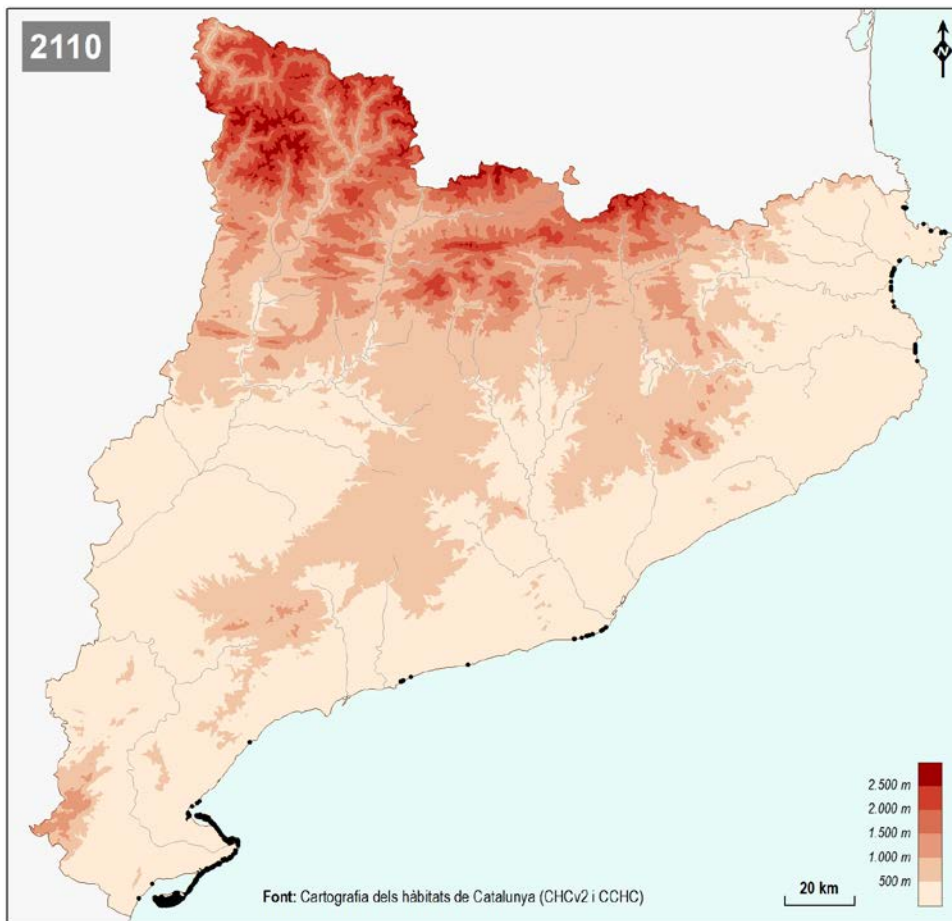 2110
N
2.500 m
2.000 m
1.500 m
1.000 m
500 m
20 km
Font: Cartografia dels hàbitats de Catalunya (CHCv2 i CCHC)